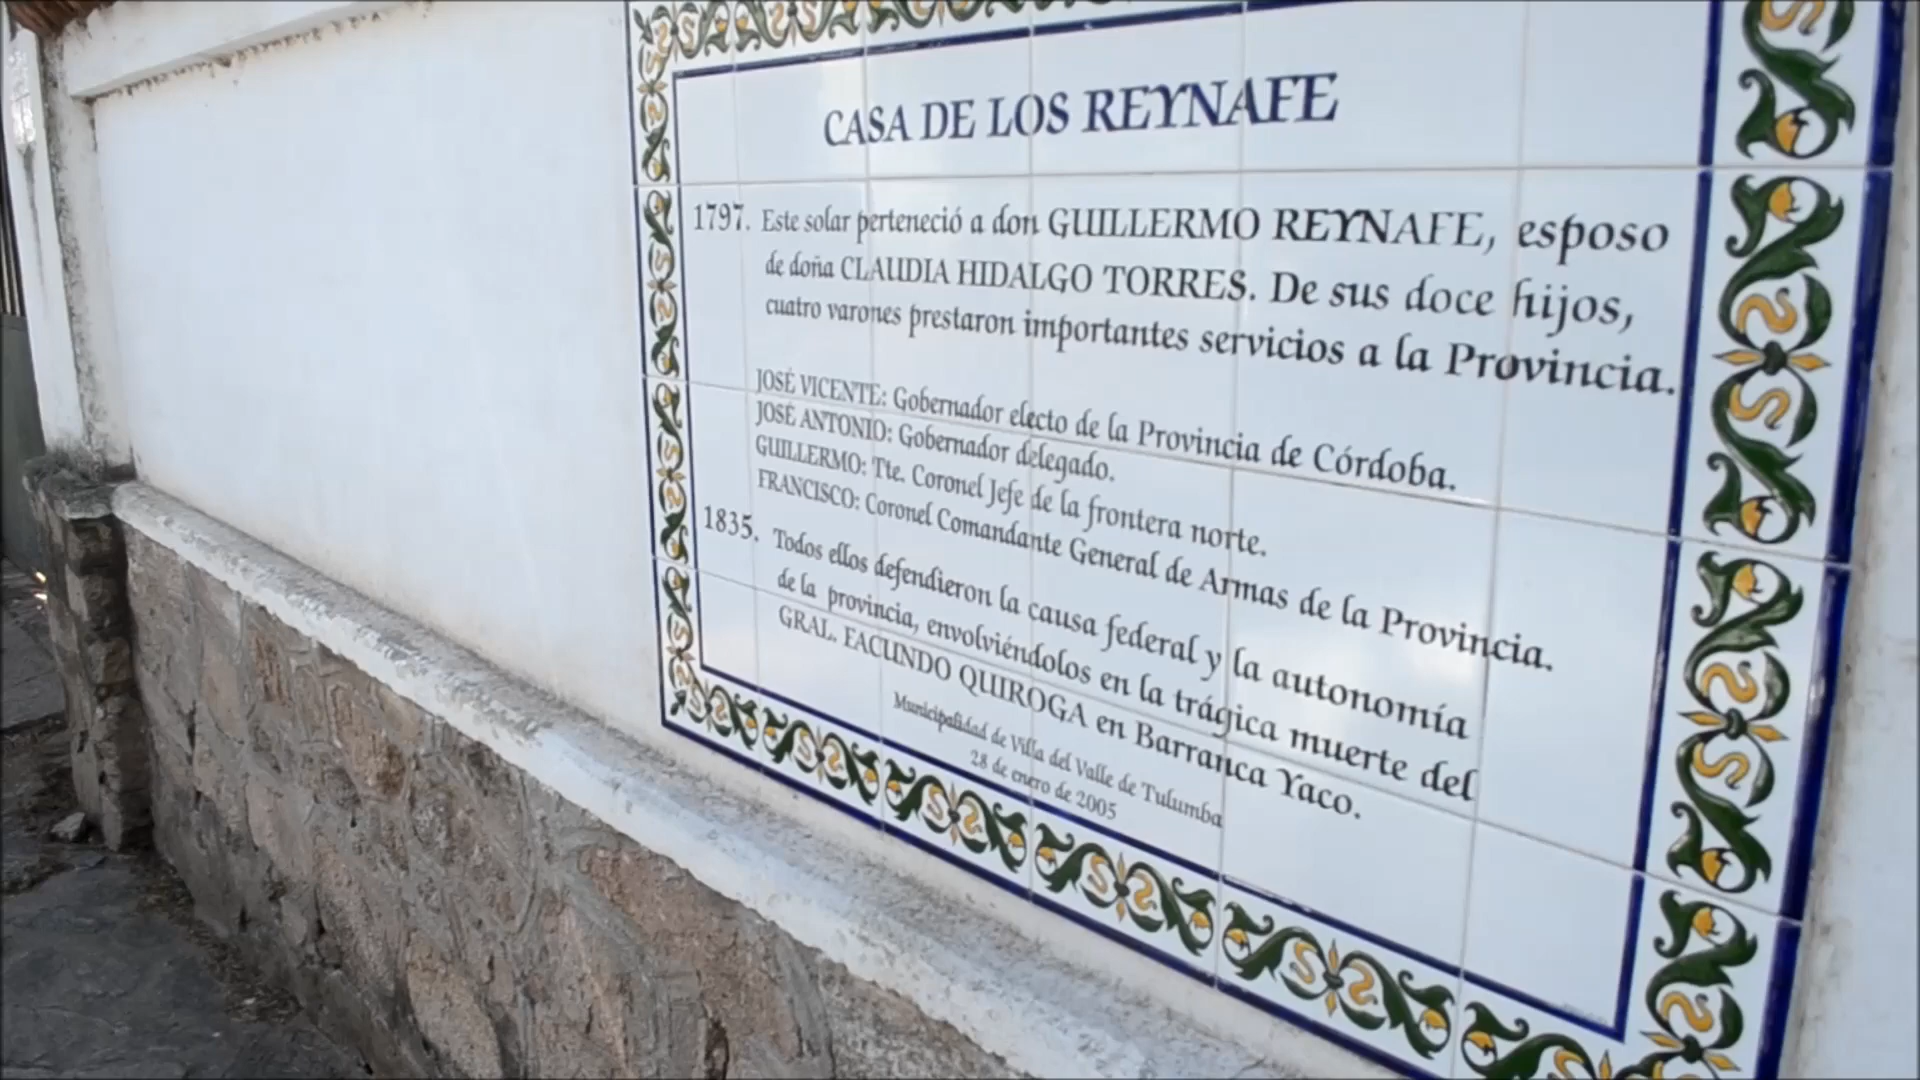 CASA DE LOS REYNAFE
1797. Este solar perteneció a don GUILLERMO REYNAFE, esposo
de doña CLAUDIA HIDALGO TORRES. De sus doce hijos,
cuatro varones prestaron importantes servicios a la Provincia.
JOSÉ VICENTE: Gobernador electo de la Provincia de Córdoba.
JOSÉ ANTONIO: Gobernador delegado.
GUILLERMO: Tte. Coronel Jefe de la frontera norte.
FRANCISCO: Coronel Comandante General de Armas de la Provincia.
1835. Todos ellos defendieron la causa federal y la autonomía
de la provincia, envolviéndolos en la trágica muerte del
GRAL. FACUNDO QUIROGA en Barranca Yaco.
Municipalidad de Villa del Valle de Tulumba
28 de enero de 2005